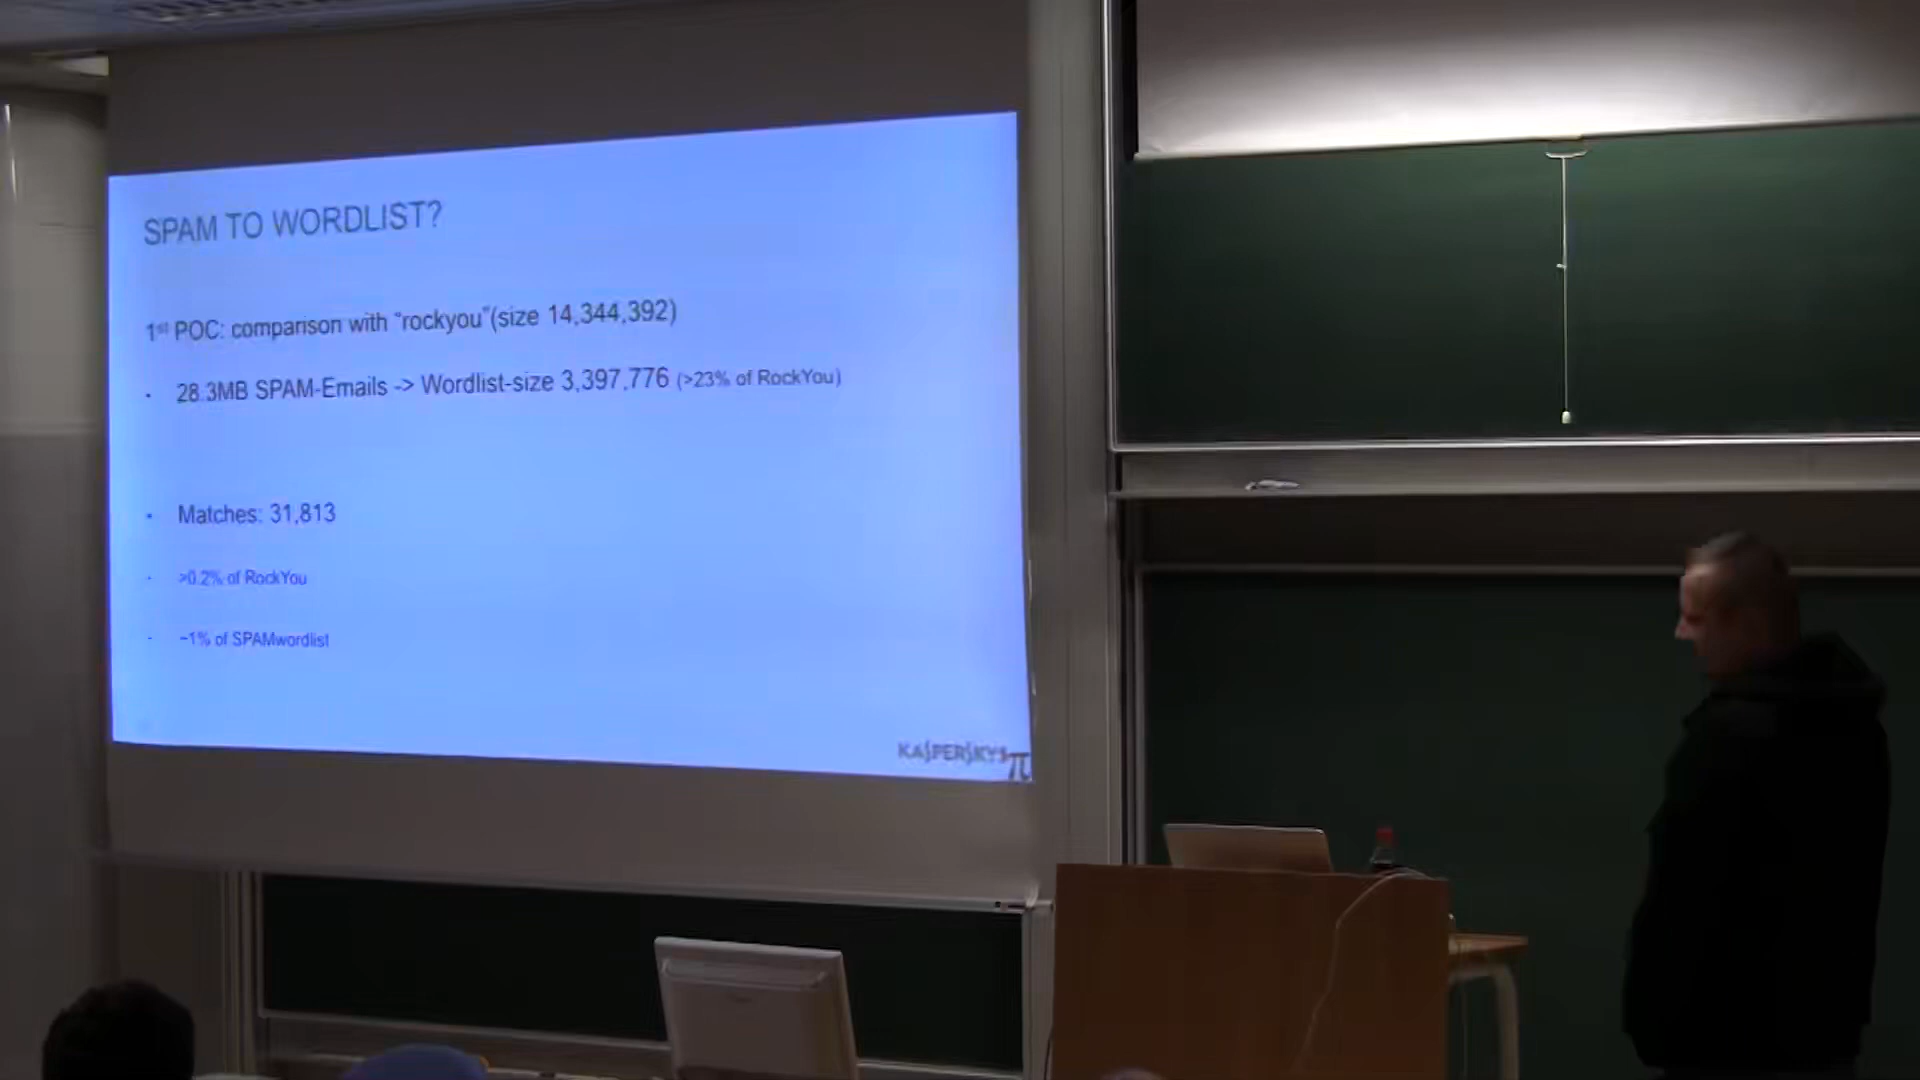 SPAM TO WORDLIST?
1st POC: comparison with “rockyou”(size 14,344,392)
- 28.3MB SPAM-Emails -> Wordlist-size 3,397,776 (>23% of RockYou)
- Matches: 31,813
- >0.2% of RockYou
- ~1% of SPAMwordlist
KASPERSKY π